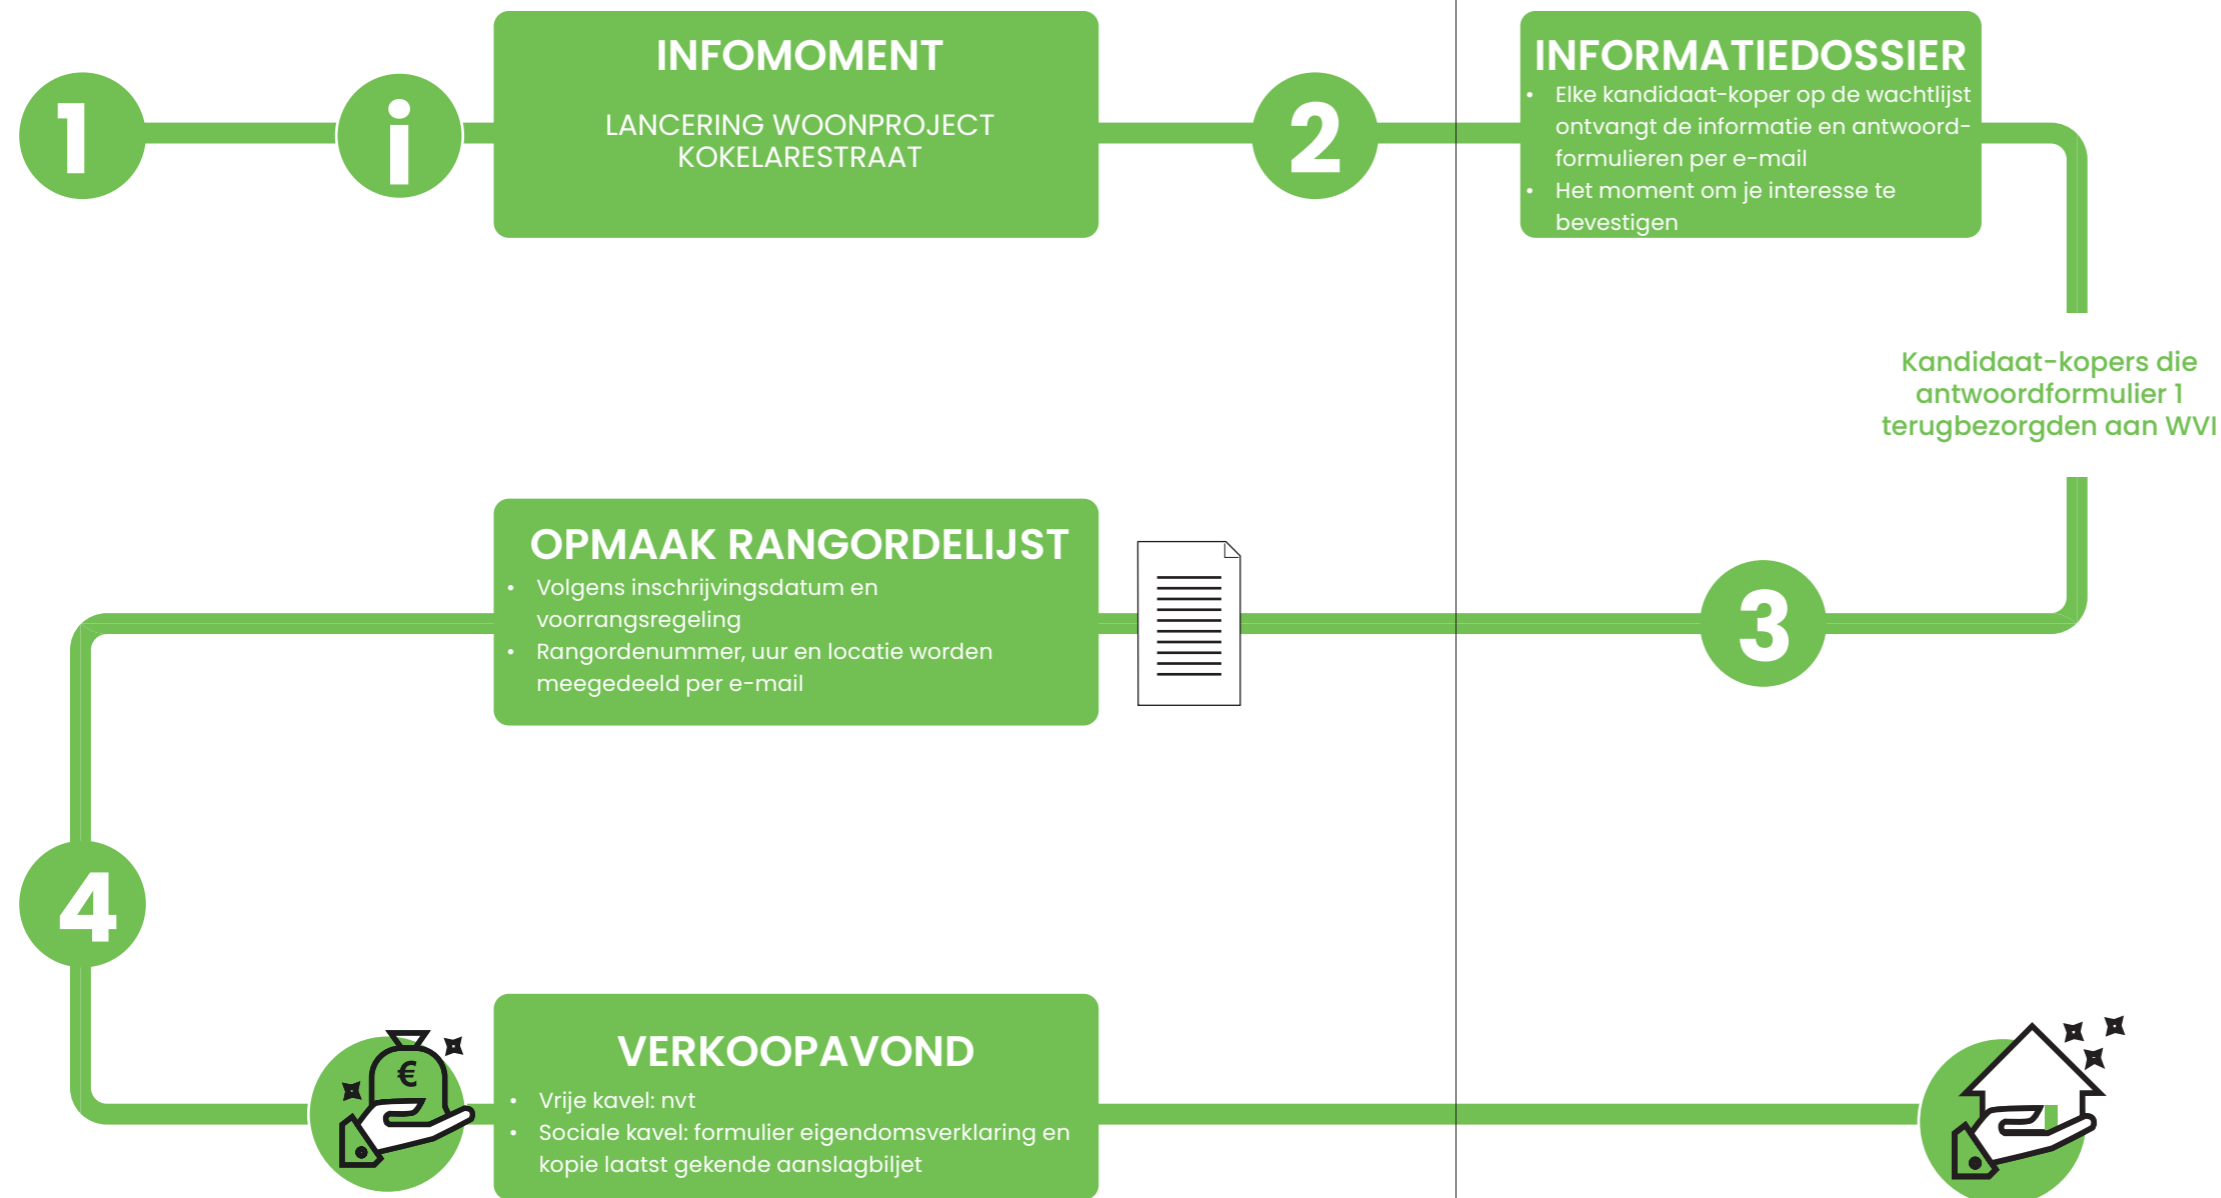 1
i
INFOMOMENT
LANCERING WOONPROJECT
KOKELARESTRAAT
2
INFORMATIEDOSSIER
• Elke kandidaat-koper op de wachtlijst
ontvangt de informatie en antwoord-
formulieren per e-mail
• Het moment om je interesse te
bevestigen
Kandidaat-kopers die
antwoordformulier 1
terugbezorgden aan WVI
3
OPMAAK RANGORDELIJST
• Volgens inschrijvingsdatum en
voorrangsregeling
• Rangordenummer, uur en locatie worden
meegedeeld per e-mail
4
€
VERKOOPAVOND
• Vrije kavel: nvt
• Sociale kavel: formulier eigendomsverklaring en
kopie laatst gekende aanslagbiljet